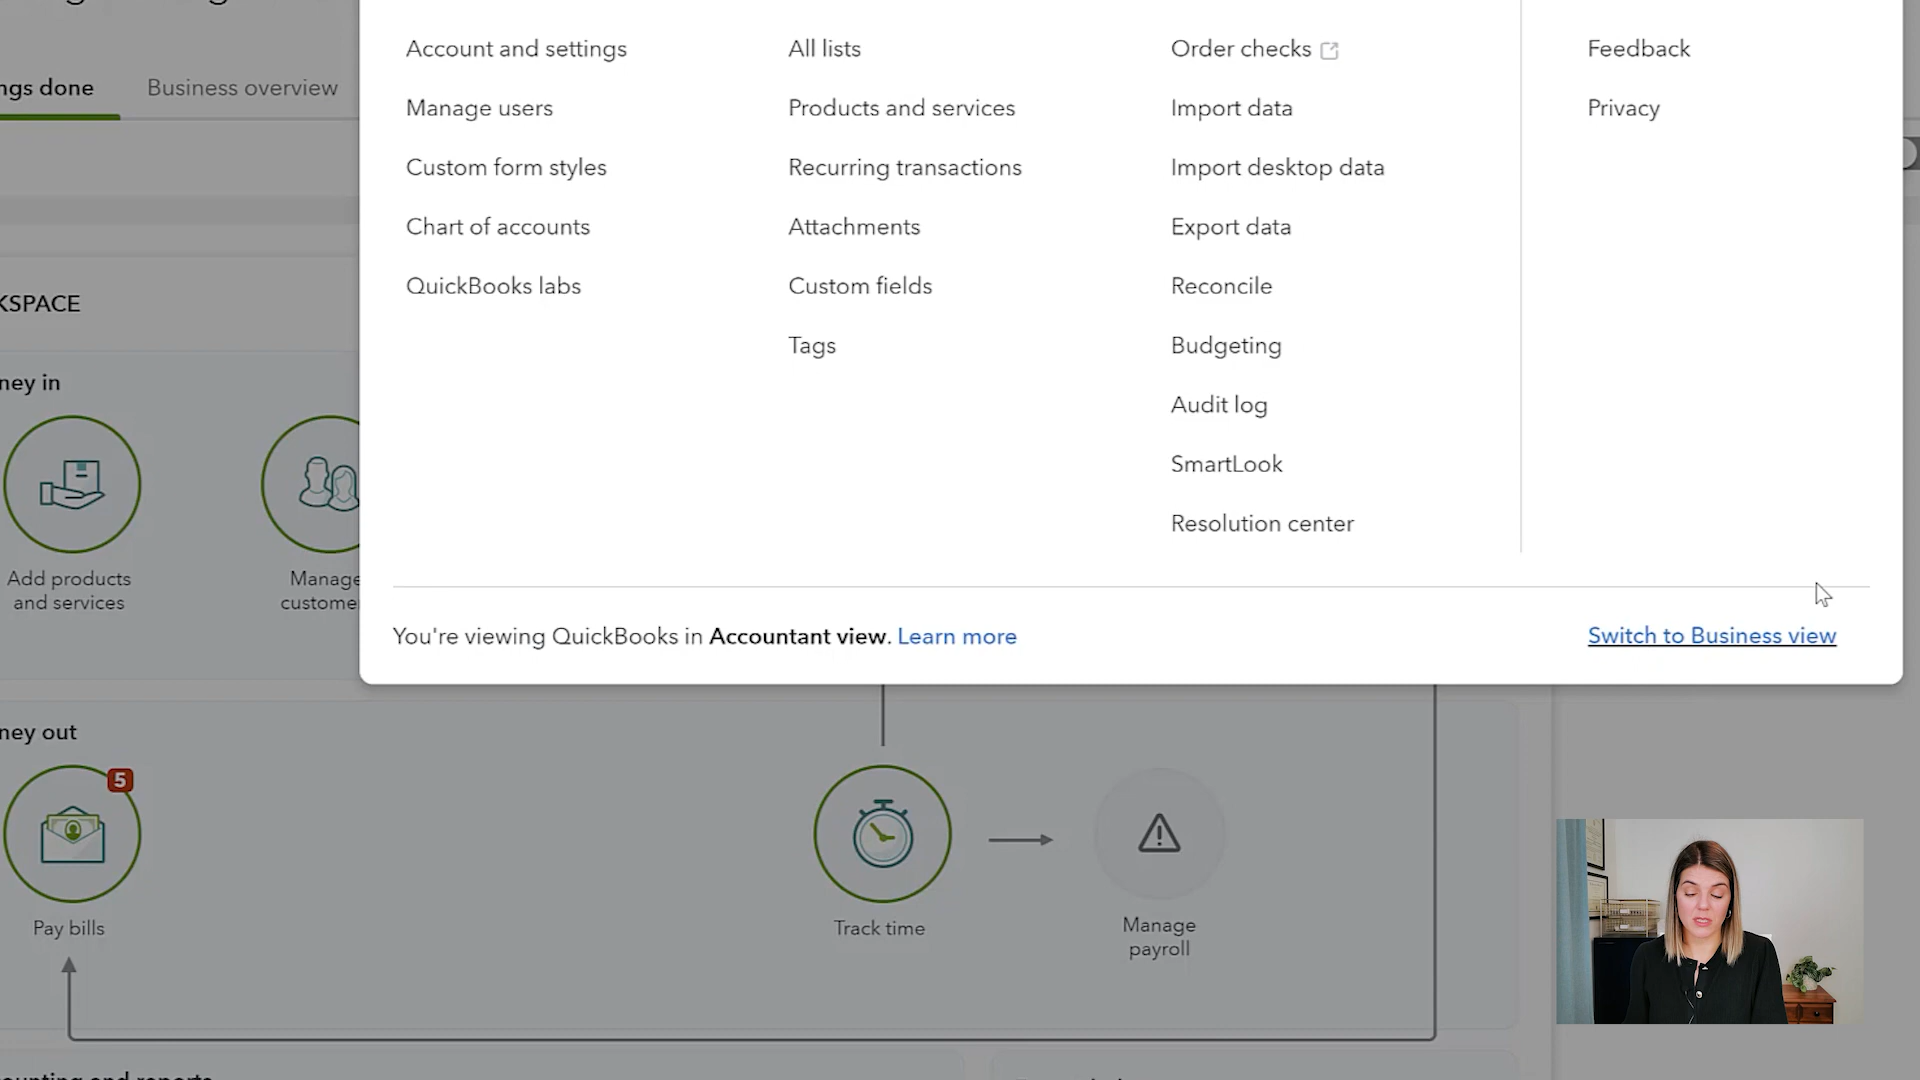 Account and settings
Manage users
Custom form styles
Chart of accounts
QuickBooks labs
All lists
Products and services
Recurring transactions
Attachments
Custom fields
Tags
Order checks
Import data
Import desktop data
Export data
Reconcile
Budgeting
Audit log
SmartLook
Resolution center
Feedback
Privacy
You're viewing QuickBooks in Accountant view. Learn more
Switch to Business view
ngs done
Business overview
KSPACE
ney in
Add products
and services
Manage
custome
ney out
5
Pay bills
Track time
Manage
payroll